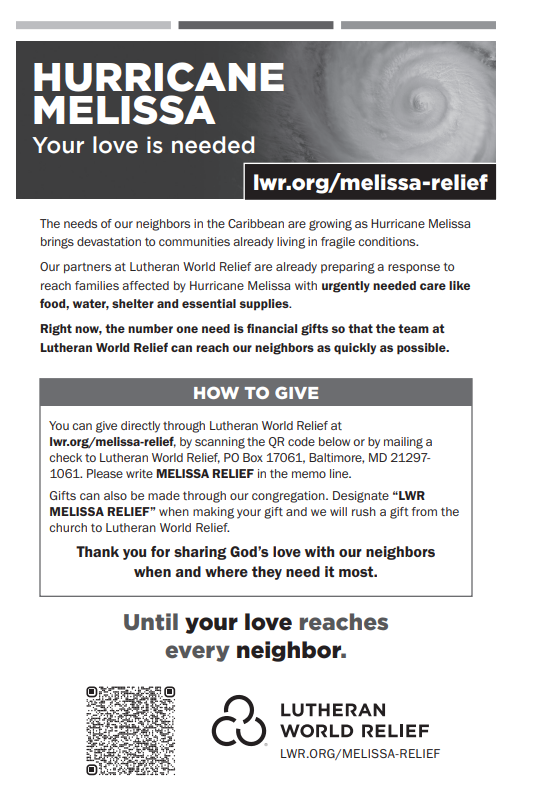 HURRICANE
MELISSA
Your love is needed
lwr.org/melissa-relief
The needs of our neighbors in the Caribbean are growing as Hurricane Melissa
brings devastation to communities already living in fragile conditions.
Our partners at Lutheran World Relief are already preparing a response to
reach families affected by Hurricane Melissa with urgently needed care like
food, water, shelter and essential supplies.
Right now, the number one need is financial gifts so that the team at
Lutheran World Relief can reach our neighbors as quickly as possible.
HOW TO GIVE
You can give directly through Lutheran World Relief at
lwr.org/melissa-relief, by scanning the QR code below or by mailing a
check to Lutheran World Relief, PO Box 17061, Baltimore, MD 21297-
1061. Please write MELISSA RELIEF in the memo line.
Gifts can also be made through our congregation. Designate “LWR
MELISSA RELIEF” when making your gift and we will rush a gift from the
church to Lutheran World Relief.
Thank you for sharing God’s love with our neighbors
when and where they need it most.
Until your love reaches
every neighbor.
LUTHERAN
WORLD RELIEF
LWR.ORG/MELISSA-RELIEF